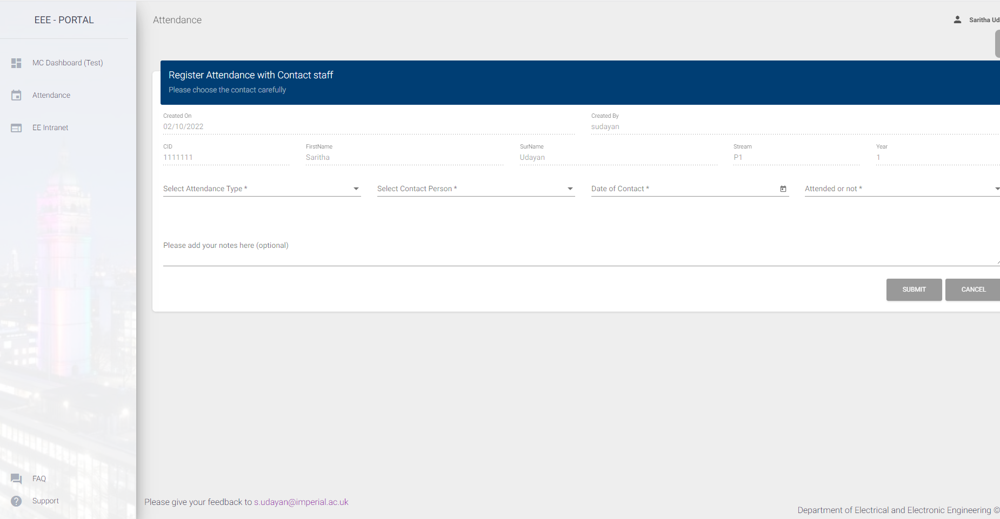 EEE - PORTAL
MC Dashboard (Test)
Attendance
EE Intranet
FAQ
Support
Attendance
Saritha Ud
Register Attendance with Contact staff
Please choose the contact carefully
Created On
02/10/2022
Created By
sudayan
CID
1111111
FirstName
Saritha
SurName
Udayan
Stream
P1
Year
1
Select Attendance Type *
Select Contact Person *
Date of Contact *
Attended or not *
Please add your notes here (optional)
SUBMIT
CANCEL
Please give your feedback to s.udayan@imperial.ac.uk
Department of Electrical and Electronic Engineering ©